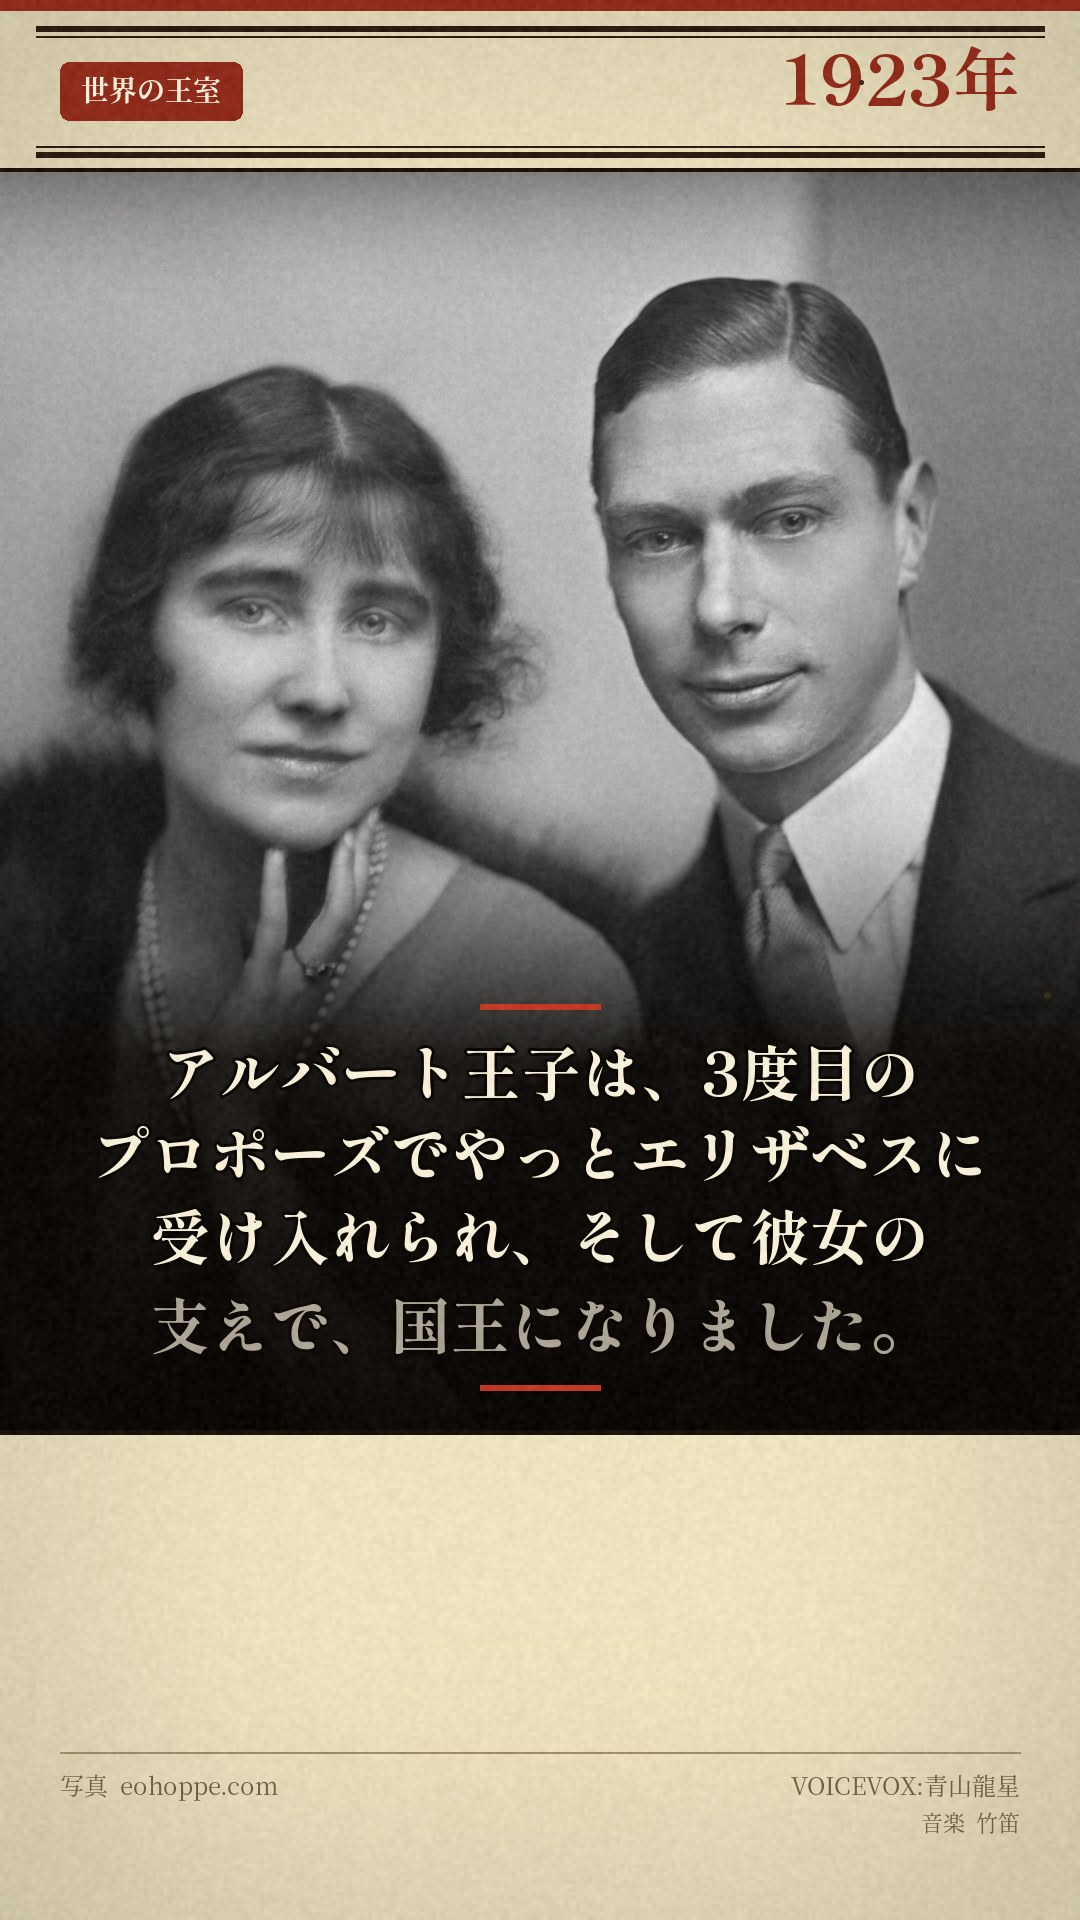 世界の王室
1923年
アルバート王子は、3度目の
プロポーズでやっとエリザベスに
受け入れられ、そして彼女の
支えで、国王になりました。
写真 eohoppe.com
VOICEVOX:青山龍星
音楽 竹笛